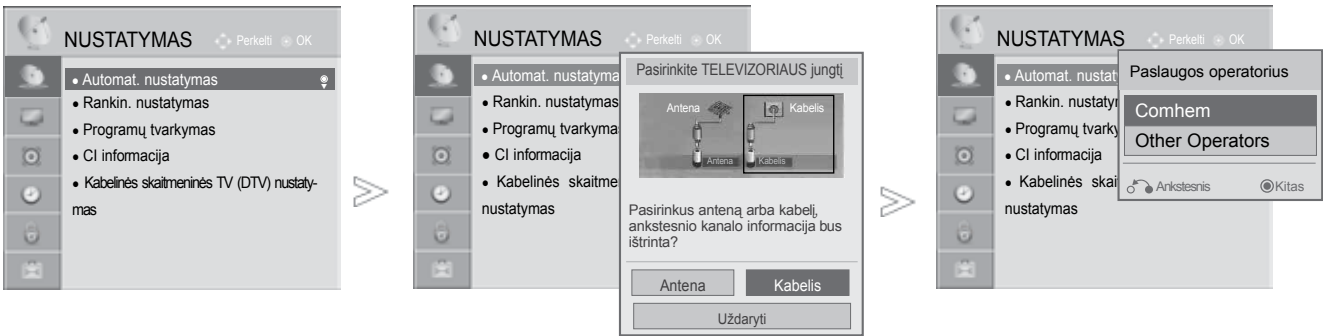 NUSTATYMAS
Perkelti OK
• Automat. nustatymas
• Rankin. nustatymas
• Programų tvarkymas
• CI informacija
• Kabelinės skaitmeninės TV (DTV) nustaty-
mas
NUSTATYMAS
Perkelti OK
• Automat. nustatyma
• Rankin. nustatymas
• Programų tvarkyma
• CI informacija
• Kabelinės skaitme
nustatymas
Pasirinkite TELEVIZORIAUS jungtį
Antena
Kabelis
Antena
Kabelis
Pasirinkus anteną arba kabelį,
ankstesnio kanalo informacija bus
ištrinta?
Antena
Kabelis
Uždaryti
NUSTATYMAS
Perkelti OK
• Automat. nustat
• Rankin. nustatyr
• Programų tvarky
• CI informacija
• Kabelinės skai
nustatymas
Paslaugos operatorius
Comhem
Other Operators
Ankstesnis
Kitas